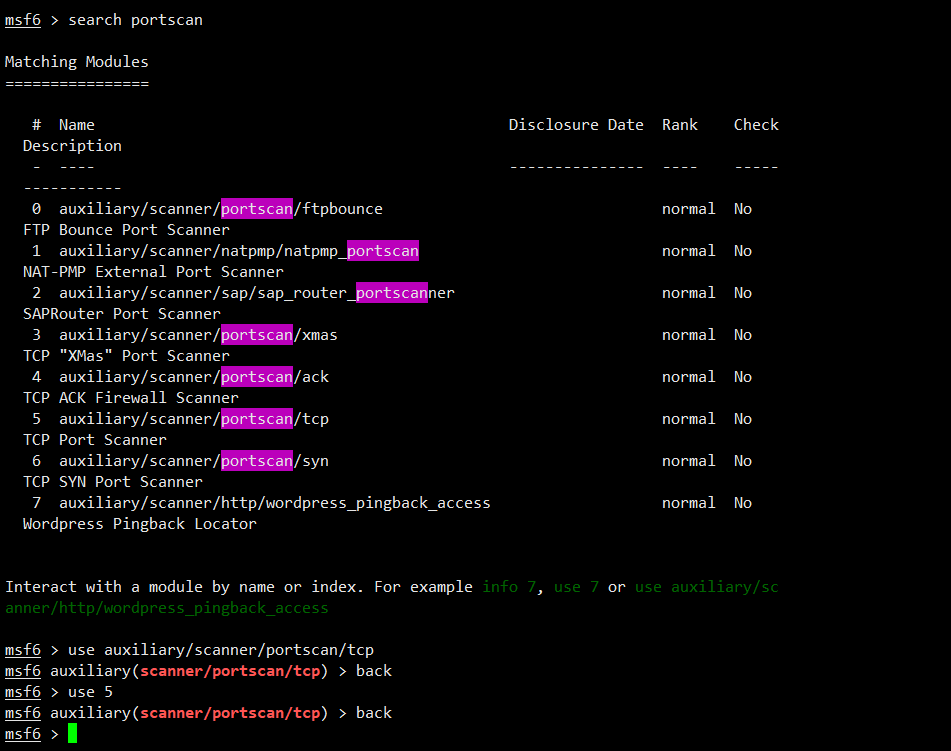 msf6 > search portscan
Matching Modules
================
# Name Disclosure Date Rank Check
Description
- ---- --------------- ---- -----
-----------
0 auxiliary/scanner/portscan/ftpbounce normal No
FTP Bounce Port Scanner
1 auxiliary/scanner/natpmp/natpmp_portscan normal No
NAT-PMP External Port Scanner
2 auxiliary/scanner/sap/sap_router_portscanner normal No
SAPRouter Port Scanner
3 auxiliary/scanner/portscan/xmas normal No
TCP "XMas" Port Scanner
4 auxiliary/scanner/portscan/ack normal No
TCP ACK Firewall Scanner
5 auxiliary/scanner/portscan/tcp normal No
TCP Port Scanner
6 auxiliary/scanner/portscan/syn normal No
TCP SYN Port Scanner
7 auxiliary/scanner/http/wordpress_pingback_access normal No
Wordpress Pingback Locator
Interact with a module by name or index. For example info 7, use 7 or use auxiliary/sc
anner/http/wordpress_pingback_access
msf6 > use auxiliary/scanner/portscan/tcp
msf6 auxiliary(scanner/portscan/tcp) > back
msf6 > use 5
msf6 auxiliary(scanner/portscan/tcp) > back
msf6 >